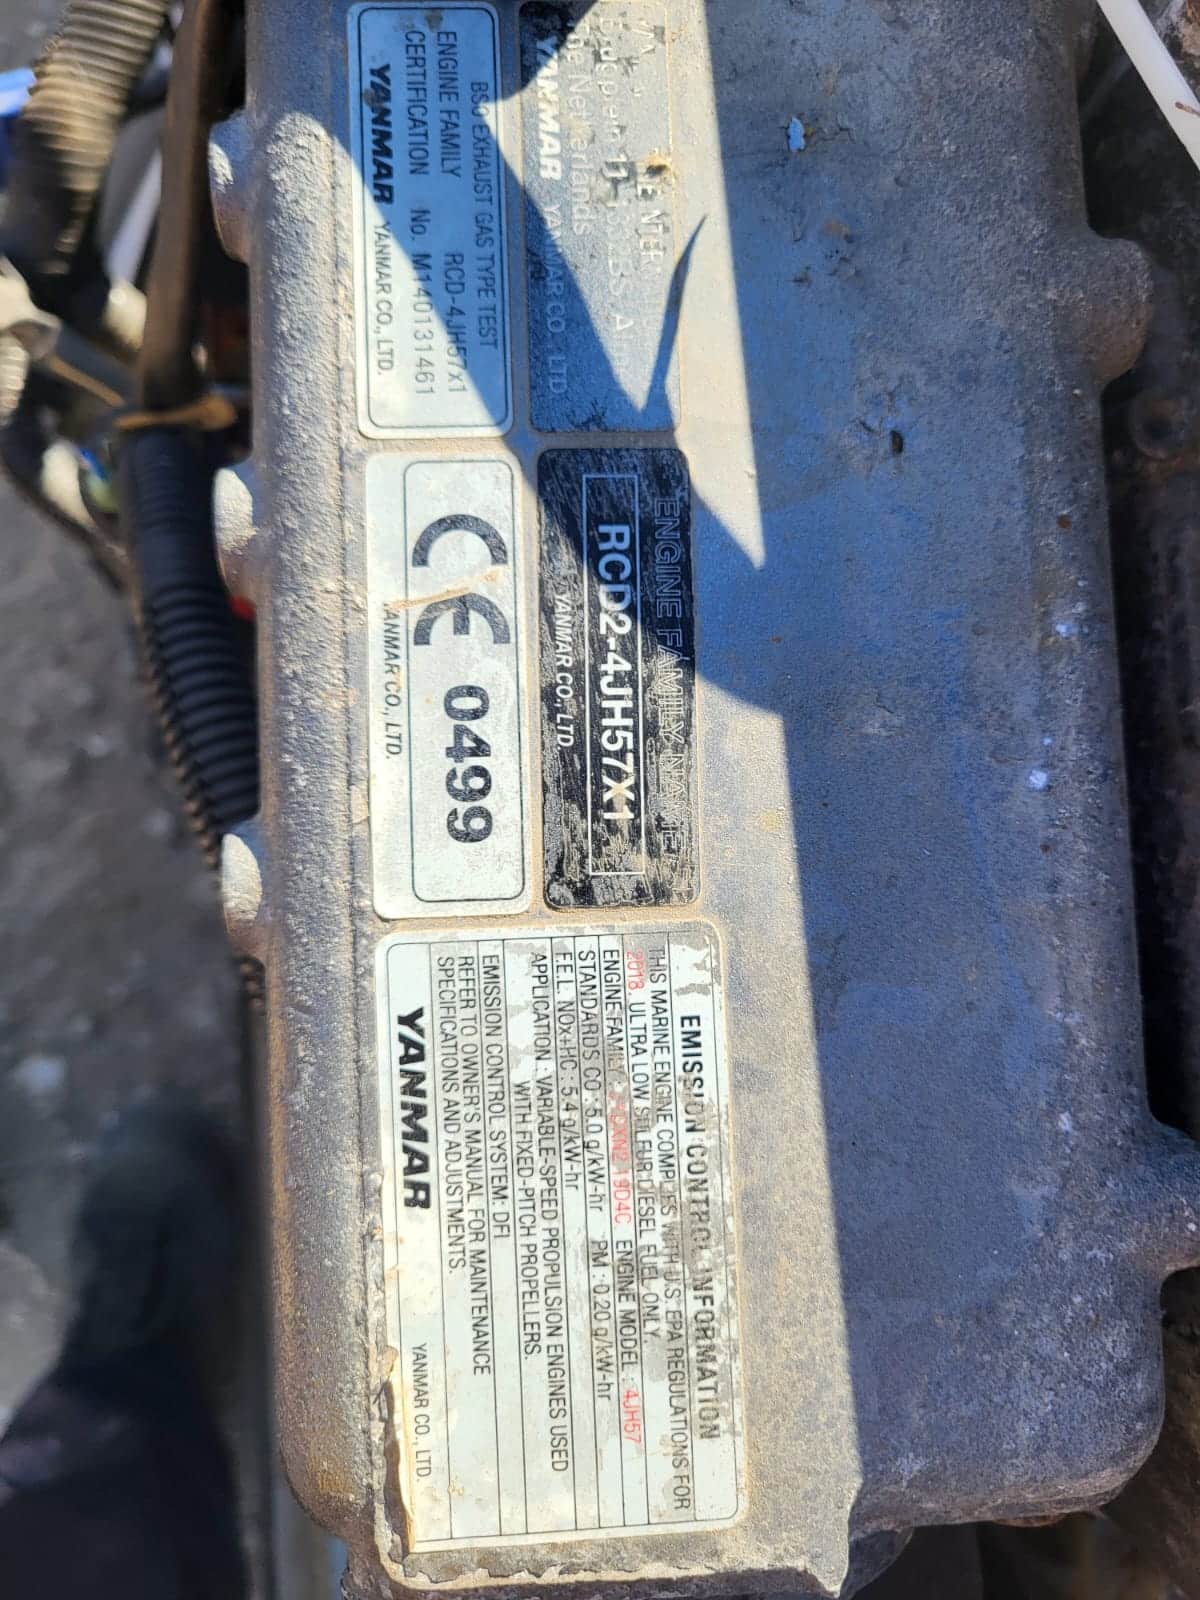 The Netherlands
YANMAR YANMAR CO., LTD.
BSO EXHAUST GAS TYPE TEST
ENGINE FAMILY RCD-4JH57X1
CERTIFICATION No. M140131461
YANMAR YANMAR CO., LTD.
ENGINE FAMILY NAME
RCD2-4JH57X1
YANMAR CO., LTD.
CE 0499
YANMAR CO., LTD.
EMISSION CONTROL INFORMATION
THIS MARINE ENGINE COMPLIES WITH U.S. EPA REGULATIONS FOR
2018, ULTRA LOW SULFUR DIESEL FUEL ONLY.
ENGINE FAMILY : ENGINE MODEL : 4JH57
STANDARDS CO : 5.0 g/kW-hr PM : 0.20 g/kW-hr
F.E.L. NOx+HC : 5.4 g/kW-hr
APPLICATION : VARIABLE-SPEED PROPULSION ENGINES USED
WITH FIXED-PITCH PROPELLERS.
EMISSION CONTROL SYSTEM: DFI
REFER TO OWNER'S MANUAL FOR MAINTENANCE
SPECIFICATIONS AND ADJUSTMENTS.
YANMAR YANMAR CO., LTD.